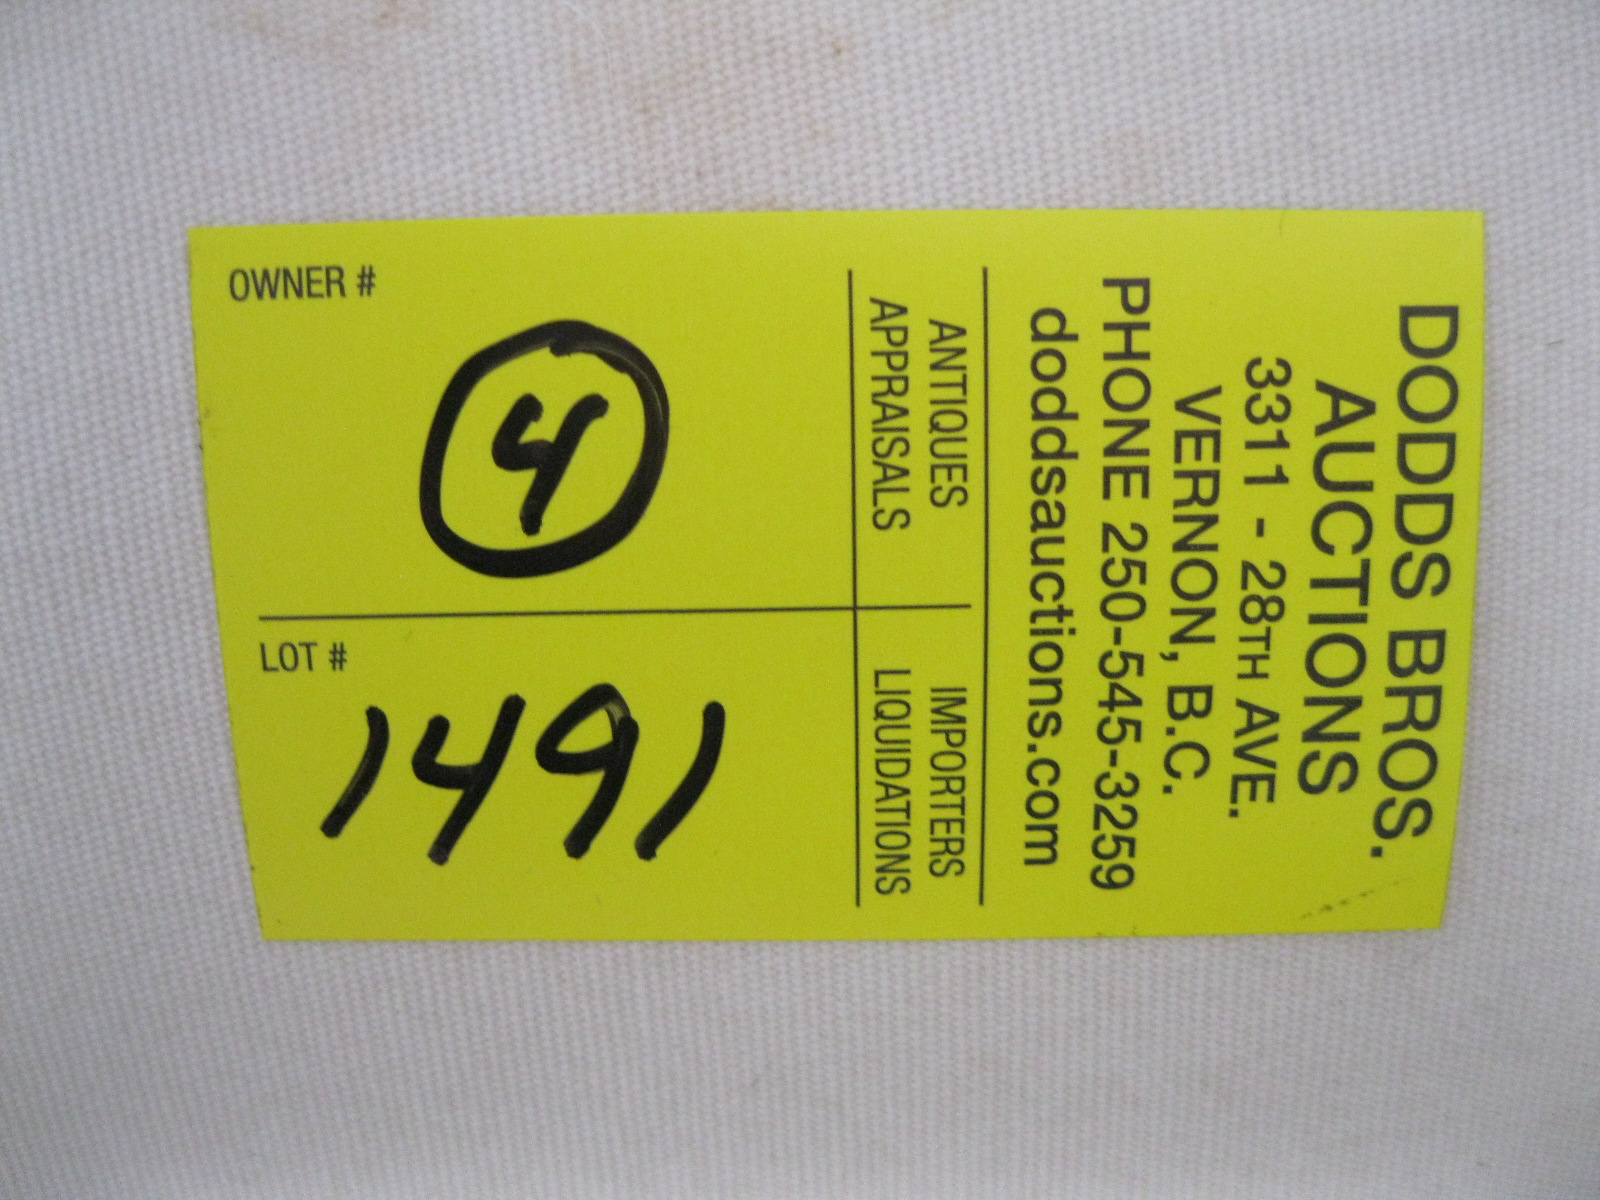 DODDS BROS.
AUCTIONS
3311 - 28TH AVE.
VERNON, B.C.
PHONE 250-545-3259
doddsauctions.com
ANTIQUES
APPRAISALS
IMPORTERS
LIQUIDATIONS
OWNER #
4
LOT #
1491